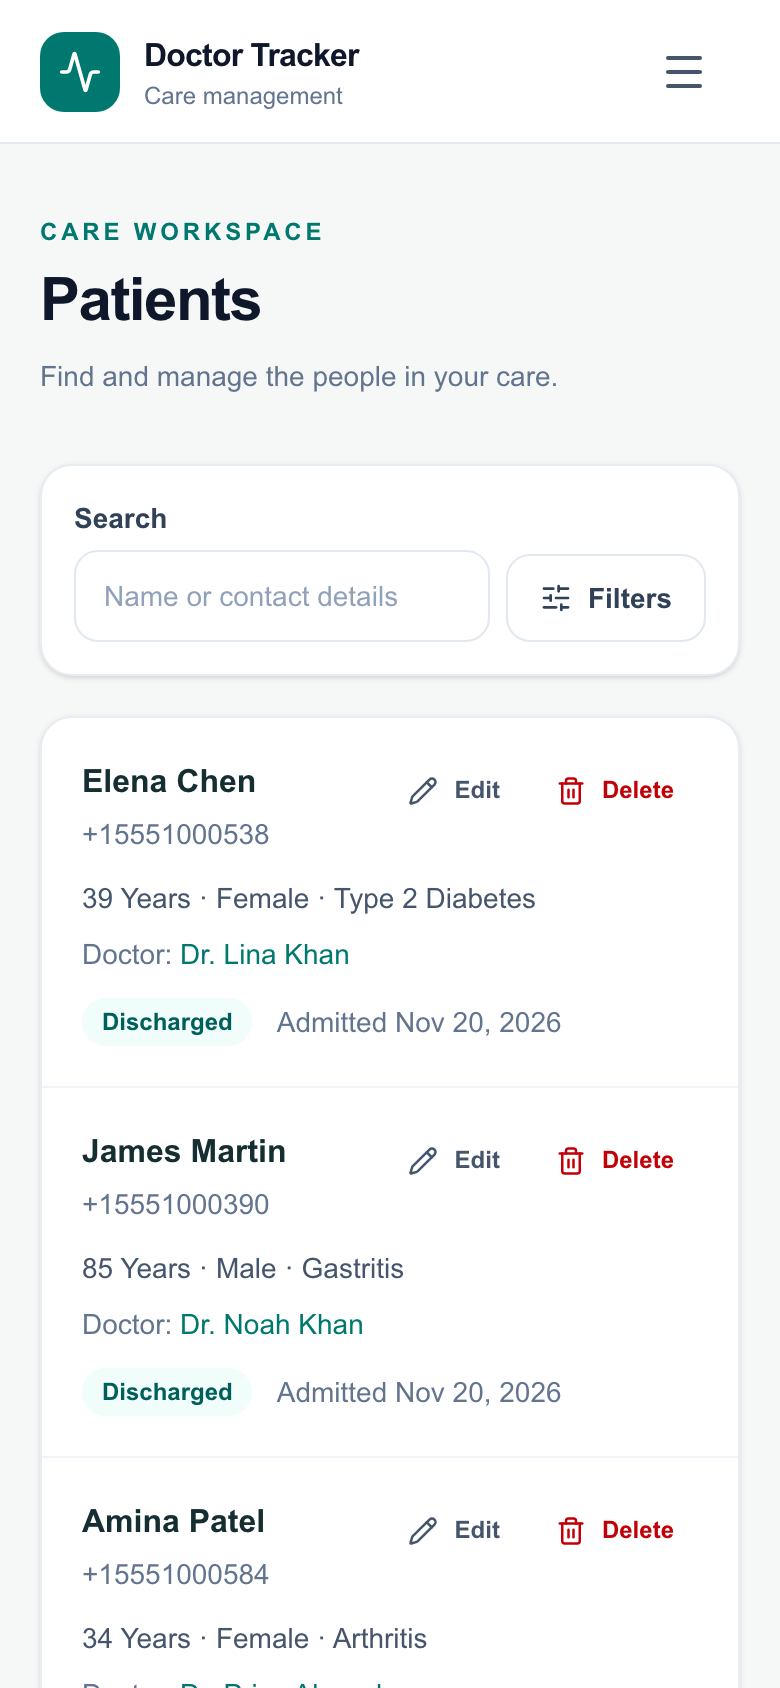 Doctor Tracker
Care management
CARE WORKSPACE
Patients
Find and manage the people in your care.
Search
Name or contact details
Filters
Elena Chen
Edit
Delete
+15551000538
39 Years · Female · Type 2 Diabetes
Doctor: Dr. Lina Khan
Discharged
Admitted Nov 20, 2026
James Martin
Edit
Delete
+15551000390
85 Years · Male · Gastritis
Doctor: Dr. Noah Khan
Discharged
Admitted Nov 20, 2026
Amina Patel
Edit
Delete
+15551000584
34 Years · Female · Arthritis